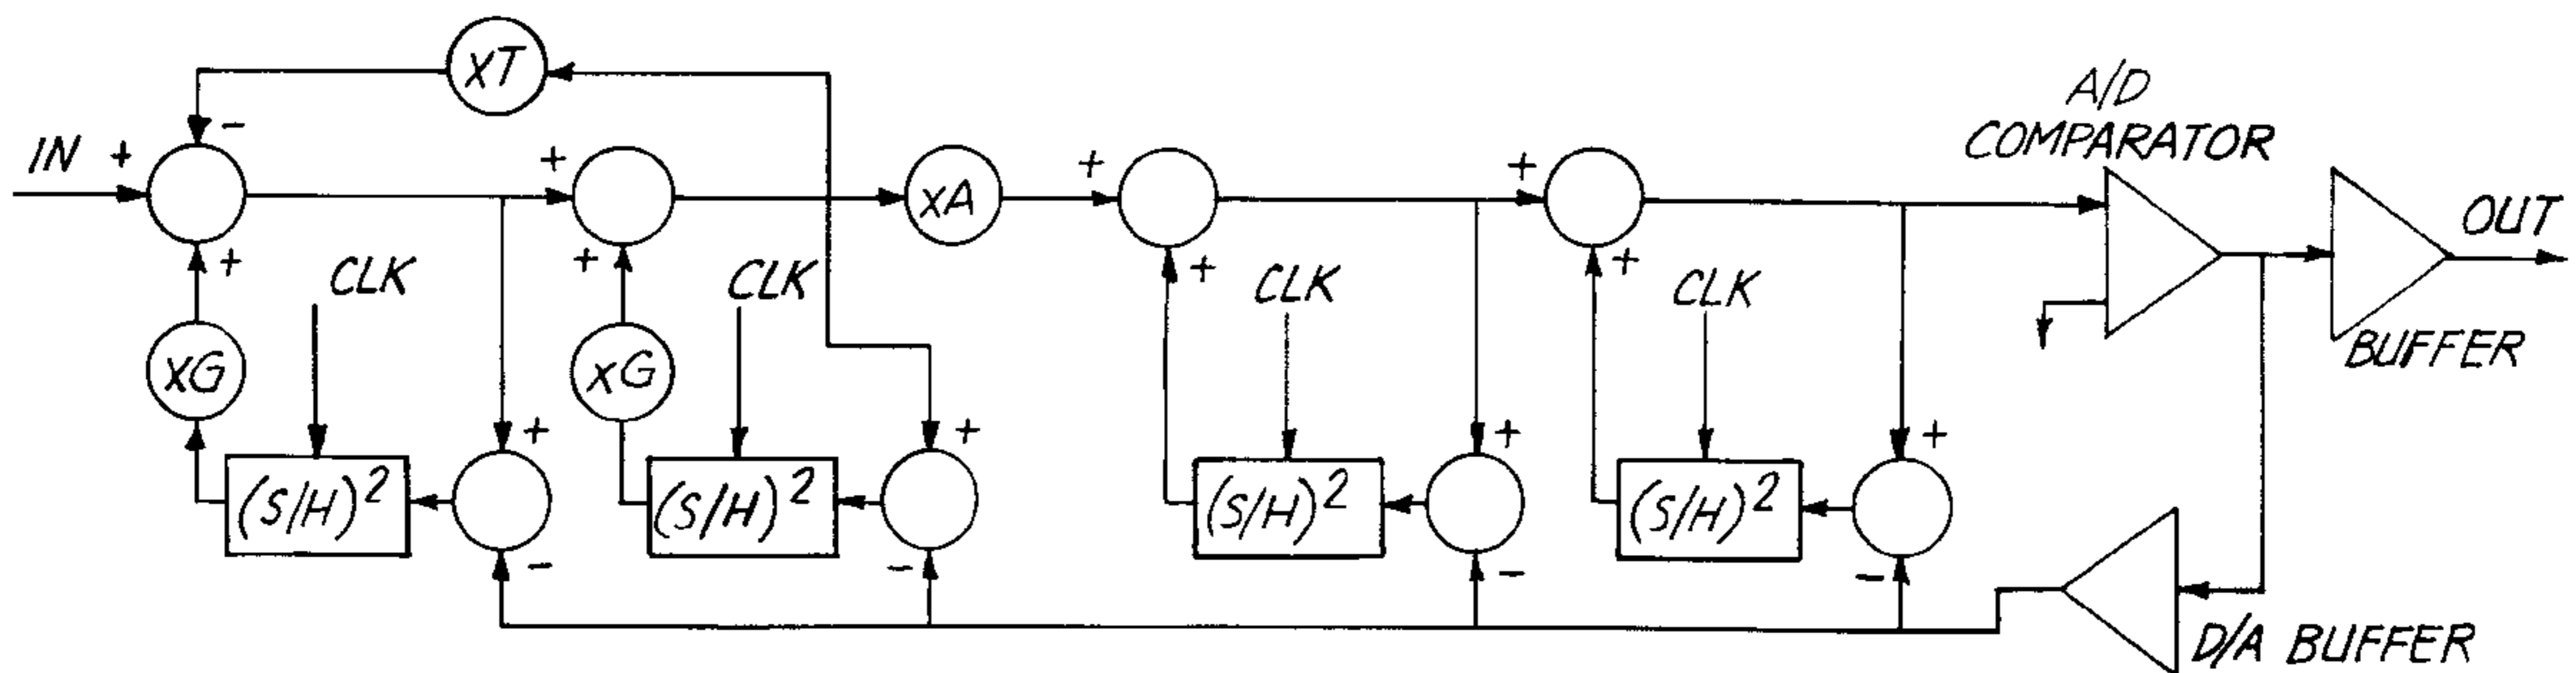 xT
A/D
COMPARATOR
IN
+
-
+
xA
+
+
OUT
+
CLK
+
CLK
+
CLK
+
CLK
BUFFER
xG
xG
+
+
+
+
(S/H)²
(S/H)²
(S/H)²
(S/H)²
-
-
-
-
D/A BUFFER